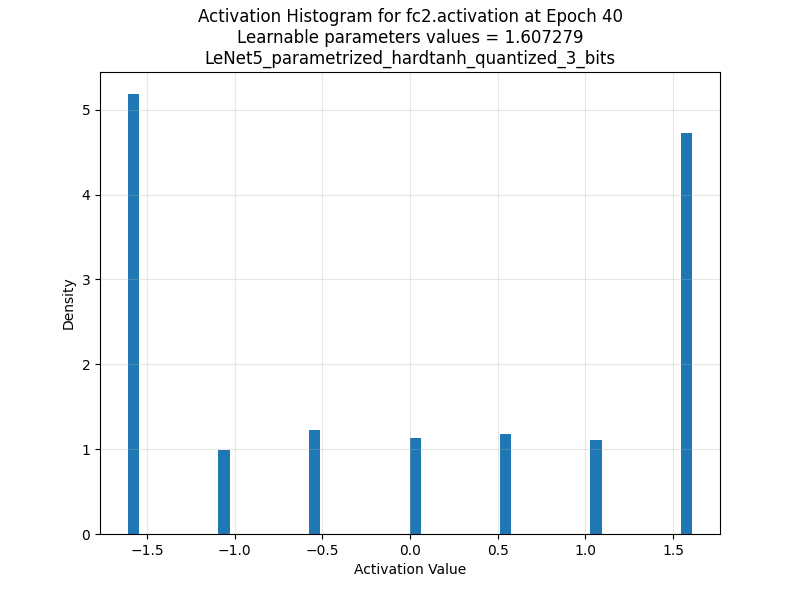 Activation Histogram for fc2.activation at Epoch 40
Learnable parameters values = 1.607279
LeNet5_parametrized_hardtanh_quantized_3_bits
5
4
3
2
1
0
Density
−1.5 −1.0 −0.5 0.0 0.5 1.0 1.5
Activation Value